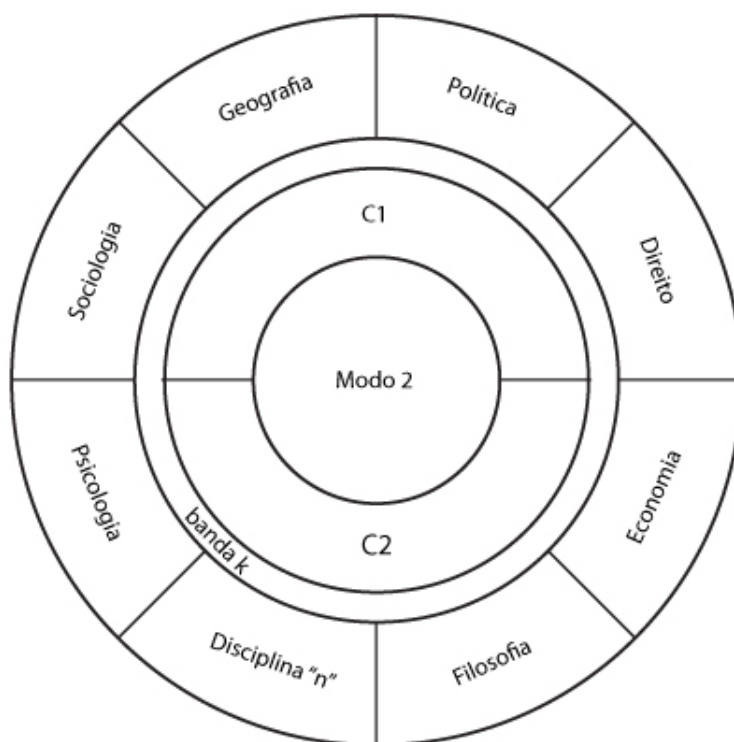 Geografia
Política
Sociologia
Direito
C1
Modo 2
Psicologia
Economia
banda k
C2
Disciplina “n”
Filosofia